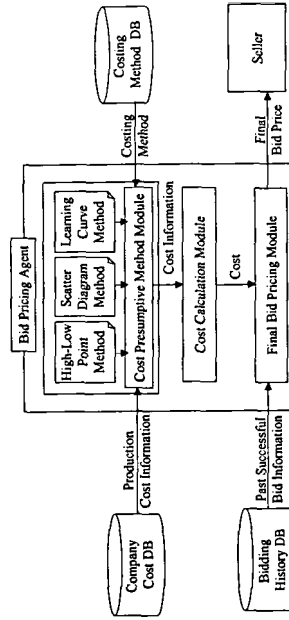 Bid Pricing Agent
High-Low
Point
Method
Scatter
Diagram
Method
Learning
Curve
Method
Cost Presumptive Method Module
Company
Cost DB
Production
Cost Information
Costing
Method
Costing
Method DB
Cost Information
Cost Calculation Module
Cost
Bidding
History DB
Past Successful
Bid Information
Final Bid Pricing Module
Final
Bid Price
Seller